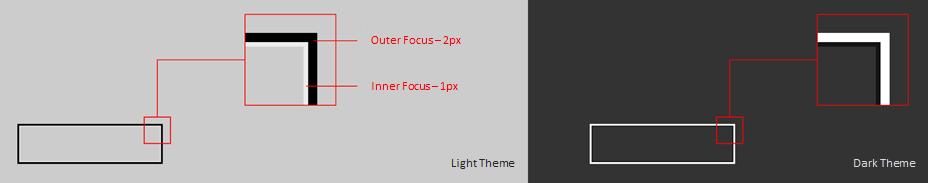 Outer Focus – 2px
Inner Focus – 1px
Light Theme
Dark Theme